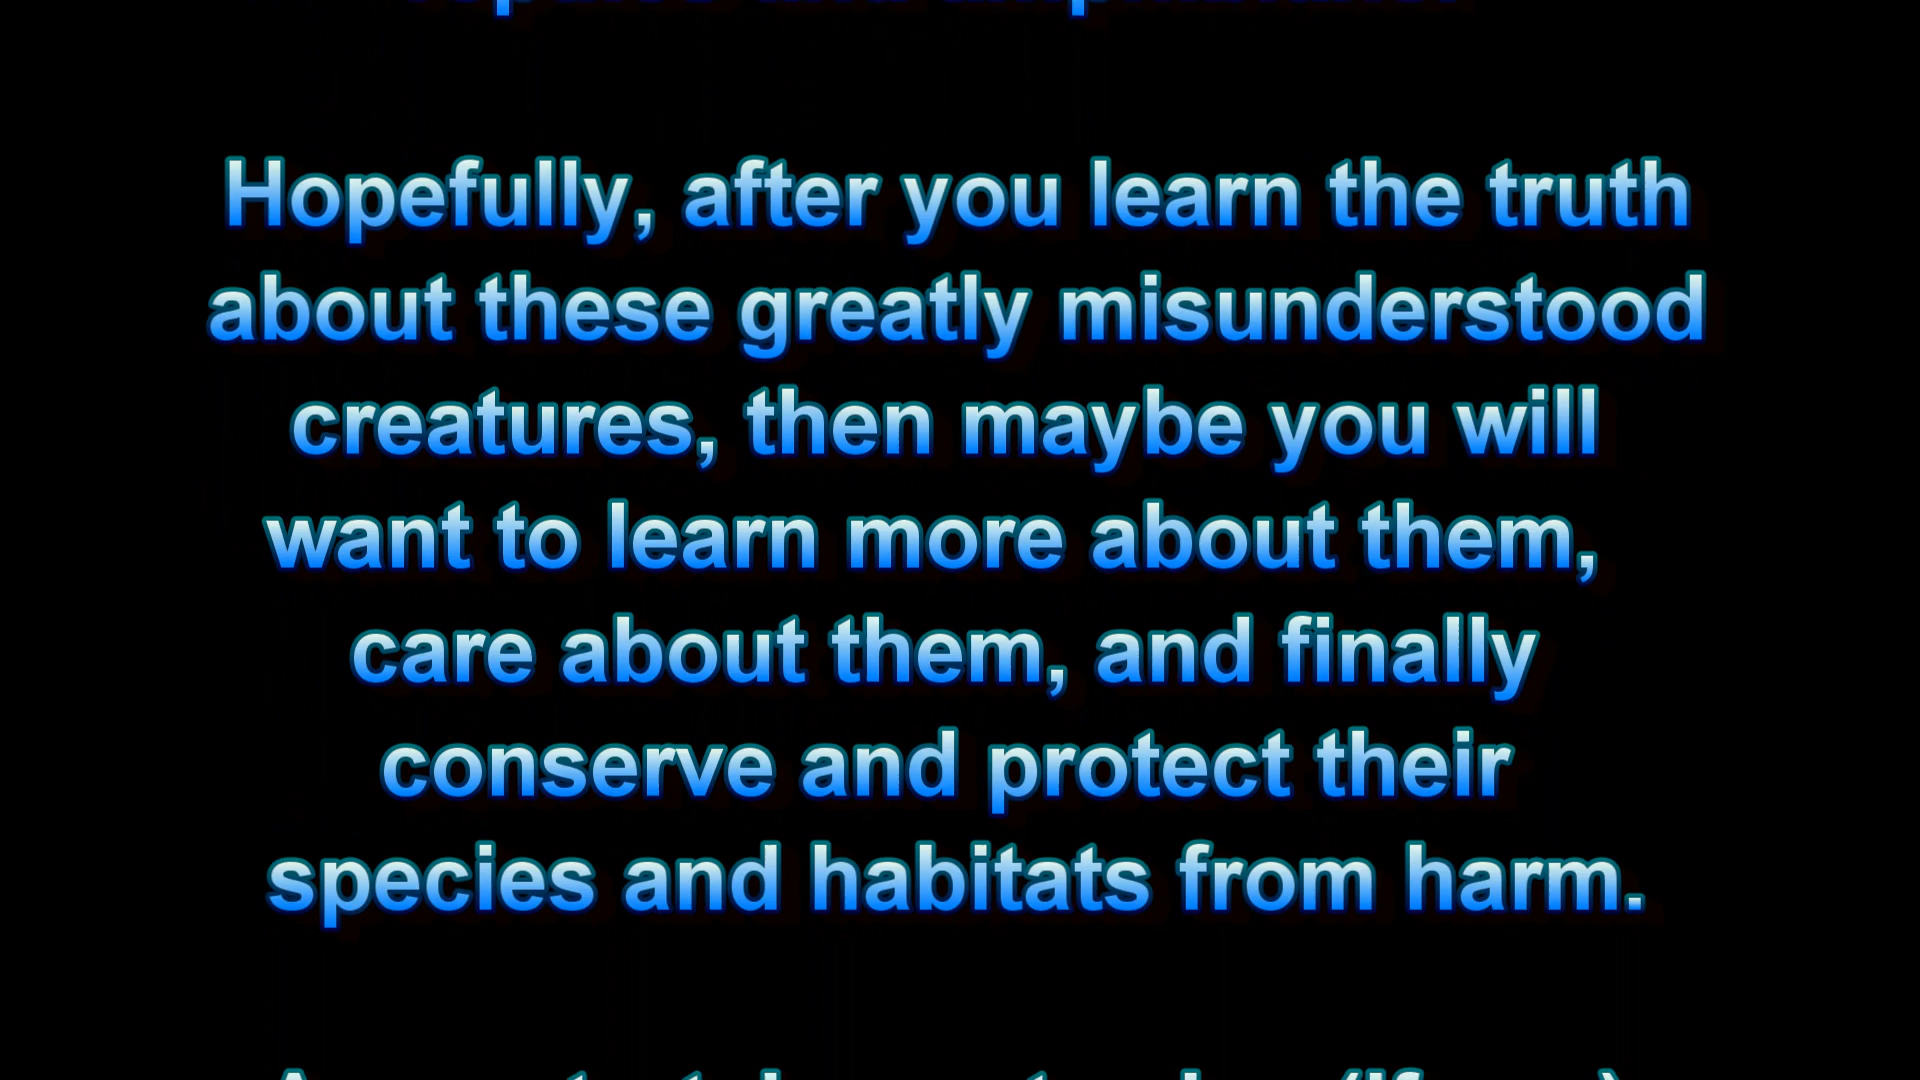 Hopefully, after you learn the truth
about these greatly misunderstood
creatures, then maybe you will
want to learn more about them,
care about them, and finally
conserve and protect their
species and habitats from harm.